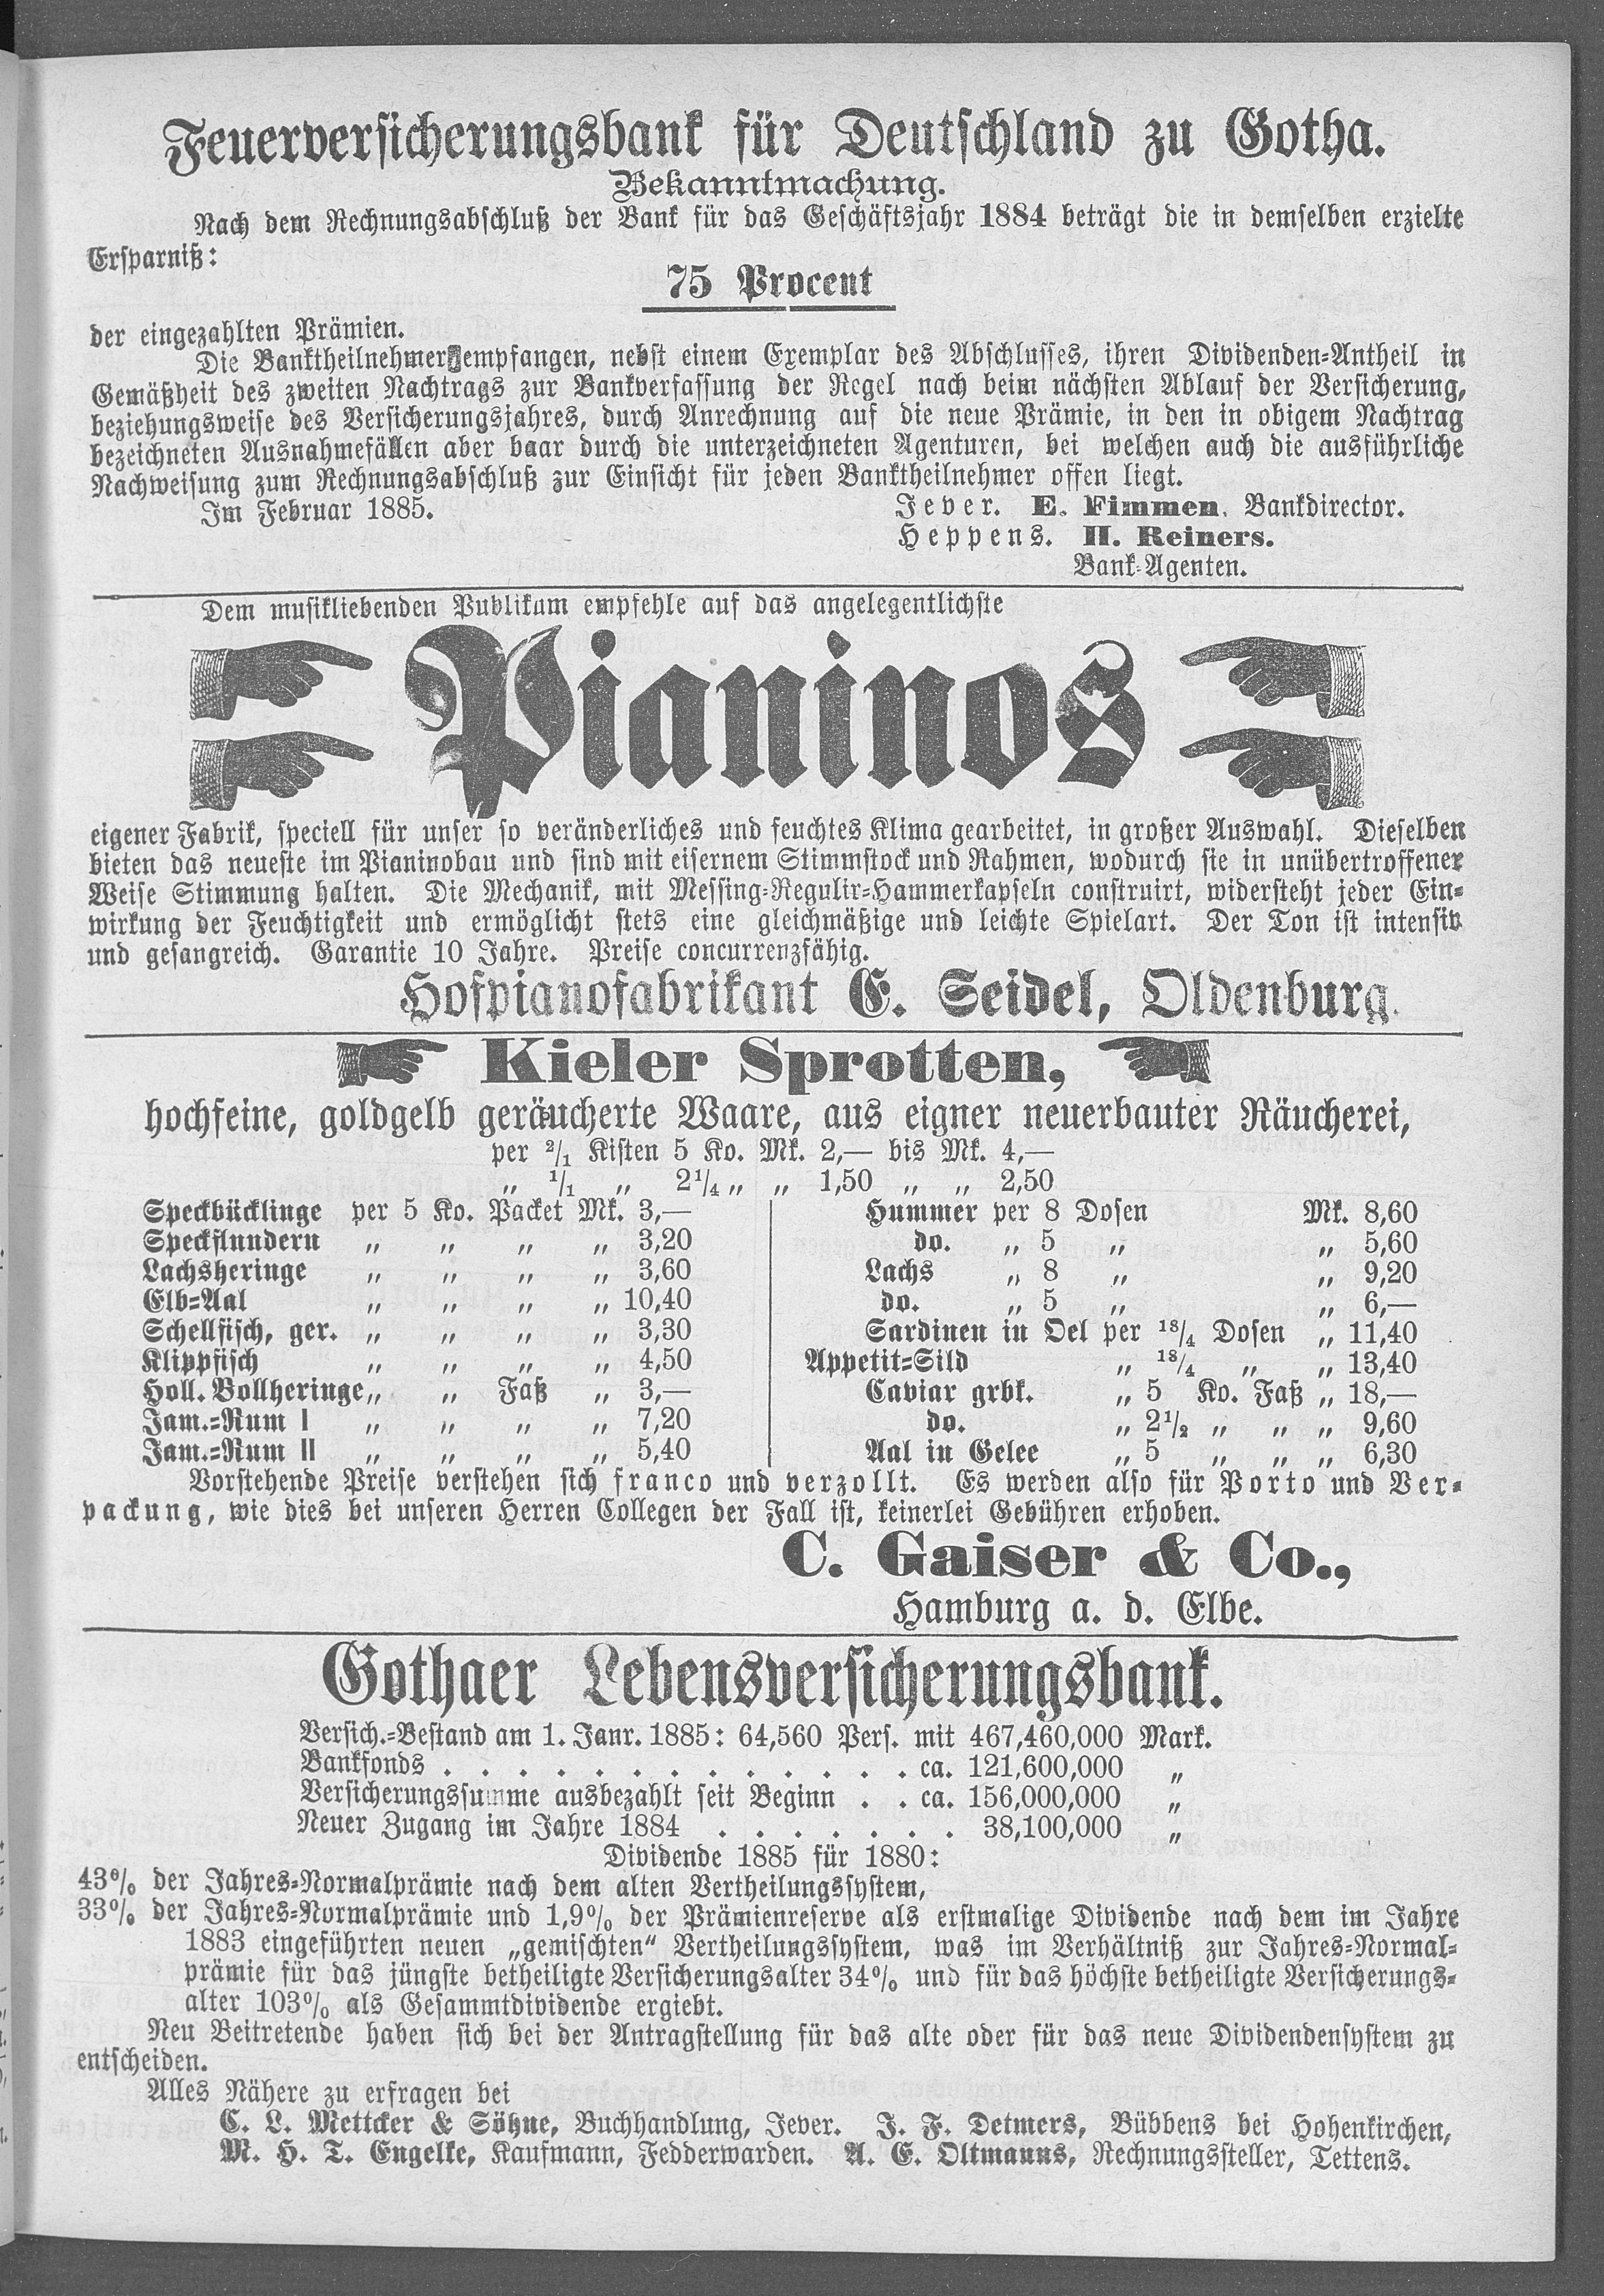 Feuerversicherungsbank für Deutschland zu Gotha.
Bekanntmachung.
Nach dem Rechnungsabschluß der Bank für das Geschäftsjahr 1884 beträgt die in demselben erzielte
Ersparniß:
75 Procent
der eingezahlten Prämien.
Die Banktheilnehmer empfangen, nebst einem Exemplar des Abschlusses, ihren Dividenden-Antheil in
Gemäßheit des zweiten Nachtrags zur Bankverfassung der Regel nach beim nächsten Ablauf der Versicherung,
beziehungsweise des Versicherungsjahres, durch Anrechnung auf die neue Prämie, in den in obigem Nachtrag
bezeichneten Ausnahmefällen aber baar durch die unterzeichneten Agenturen, bei welchen auch die ausführliche
Nachweisung zum Rechnungsabschluß zur Einsicht für jeden Banktheilnehmer offen liegt.
Im Februar 1885. Jever. E. Fimmen, Bankdirector.
Heppens. H. Reiners.
Bank-Agenten.
Dem musikliebenden Publikum empfehle auf das angelegentlichste
Pianinos
eigener Fabrik, speciell für unser so veränderliches und feuchtes Klima gearbeitet, in großer Auswahl. Dieselben
bieten das neueste im Pianinobau und sind mit eisernem Stimmstock und Rahmen, wodurch sie in unübertroffener
Weise Stimmung halten. Die Mechanik, mit Messing-Regulir-Hammerkapseln construirt, widersteht jeder Ein-
wirkung der Feuchtigkeit und ermöglicht stets eine gleichmäßige und leichte Spielart. Der Ton ist intensiv
und gesangreich. Garantie 10 Jahre. Preise concurrenzfähig.
Hofpianofabrikant E. Seidel, Oldenburg.
Kieler Sprotten,
hochfeine, goldgelb geräucherte Waare, aus eigner neuerbauter Räucherei,
per 2/1 Kisten 5 Ko. Mk. 2,— bis Mk. 4,—
„ 1/1 „ 2 1/4 „ „ 1,50 „ „ 2,50
Speckbücklinge per 5 Ko. Packet Mk. 3,—
Speckflundern „ „ „ „ 3,20
Lachsheringe „ „ „ „ 3,60
Elb-Aal „ „ „ „ 10,40
Schellfisch, ger. „ „ „ „ 3,30
Klippfisch „ „ „ „ 4,50
Holl. Vollheringe „ „ Faß „ 3,—
Jam.-Rum I „ „ „ „ 7,20
Jam.-Rum II „ „ „ „ 5,40
Hummer per 8 Dosen Mk. 8,60
do. „ 5 „ „ 5,60
Lachs „ 8 „ „ 9,20
do. „ 5 „ „ 6,—
Sardinen in Oel per 18/4 Dosen „ 11,40
Appetit-Sild „ 18/4 „ „ 13,40
Caviar grbk. „ 5 Ko. Faß „ 18,—
do. „ 2 1/2 „ „ „ 9,60
Aal in Gelee „ 5 „ „ „ 6,30
Vorstehende Preise verstehen sich franco und verzollt. Es werden also für Porto und Ver-
packung, wie dies bei unseren Herren Collegen der Fall ist, keinerlei Gebühren erhoben.
C. Gaiser & Co.,
Hamburg a. d. Elbe.
Gothaer Lebensversicherungsbank.
Versich.-Bestand am 1. Janr. 1885: 64,560 Pers. mit 467,460,000 Mark.
Bankfonds . . . . . . . . . . . . . ca. 121,600,000 „
Versicherungssumme ausbezahlt seit Beginn . . ca. 156,000,000 „
Neuer Zugang im Jahre 1884 . . . . . . . 38,100,000 „
Dividende 1885 für 1880:
43% der Jahres-Normalprämie nach dem alten Vertheilungssystem,
33% der Jahres-Normalprämie und 1,9% der Prämienreserve als erstmalige Dividende nach dem im Jahre
1883 eingeführten neuen „gemischten“ Vertheilungssystem, was im Verhältniß zur Jahres-Normal-
prämie für das jüngste betheiligte Versicherungsalter 34% und für das höchste betheiligte Versicherungs-
alter 103% als Gesammtdividende ergiebt.
Neu Beitretende haben sich bei der Antragstellung für das alte oder für das neue Dividendensystem zu
entscheiden.
Alles Nähere zu erfragen bei
C. L. Mettcker & Söhne, Buchhandlung, Jever. J. F. Detmers, Bübbens bei Hohenkirchen,
M. H. T. Engelke, Kaufmann, Fedderwarden. A. E. Oltmanns, Rechnungssteller, Tettens.